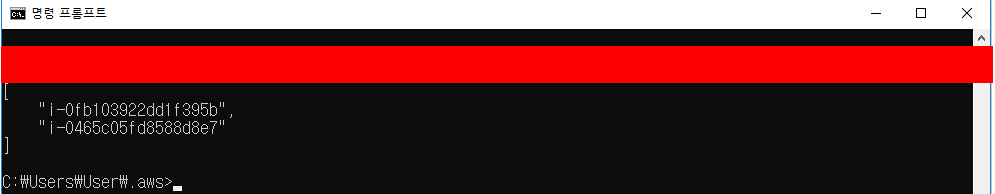 명령 프롬프트
[
    "i-0fb103922dd1f395b",
    "i-0465c05fd8588d8e7"
]
C:₩Users₩User₩.aws>